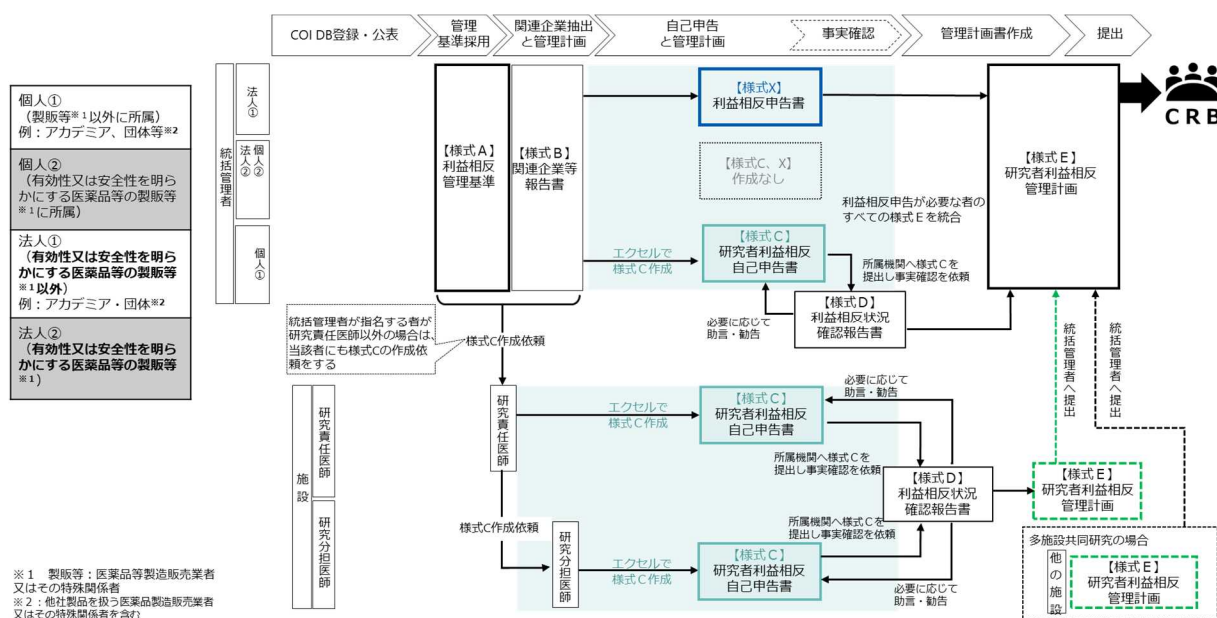 COI DB登録・公表
管理
基準採用
関連企業抽出
と管理計画
自己申告
と管理計画
事実確認
管理計画書作成
提出
個人①
(製販等※1以外に所属)
例：アカデミア、団体等※2
個人②
(有効性又は安全性を明ら
かにする医薬品等の製販等
※1に所属)
法人①
(有効性又は安全性を明ら
かにする医薬品等の製販等
※1以外)
例：アカデミア・団体※2
法人②
(有効性又は安全性を明ら
かにする医薬品等の製販等
※1)
統括管理者
法人①
個人②
法人②
個人①
【様式A】
利益相反
管理基準
【様式B】
関連企業等
報告書
【様式X】
利益相反申告書
【様式C、X】
作成なし
エクセルで
様式C作成
【様式C】
研究者利益相反
自己申告書
所属機関へ様式Cを
提出し事実確認を依頼
必要に応じて
助言・勧告
【様式D】
利益相反状況
確認報告書
利益相反申告が必要な者の
すべての様式Eを統合
【様式E】
研究者利益相反
管理計画
CRB
統括管理者が指名する者が
研究責任医師以外の場合は、
当該者にも様式Cの作成依
頼をする
様式C作成依頼
施設
研究責任医師
研究分担医師
研究責任医師
エクセルで
様式C作成
【様式C】
研究者利益相反
自己申告書
必要に応じて
助言・勧告
所属機関へ様式Cを
提出し事実確認を依頼
【様式D】
利益相反状況
確認報告書
【様式E】
研究者利益相反
管理計画
統括管理者へ提出
統括管理者へ提出
様式C作成依頼
研究分担医師
エクセルで
様式C作成
所属機関へ様式Cを
提出し事実確認を依頼
【様式C】
研究者利益相反
自己申告書
必要に応じて
助言・勧告
多施設共同研究の場合
他の施設
【様式E】
研究者利益相反
管理計画
※1 製販等：医薬品等製造販売業者
又はその特殊関係者
※2：他社製品を扱う医薬品製造販売業者
又はその特殊関係者を含む